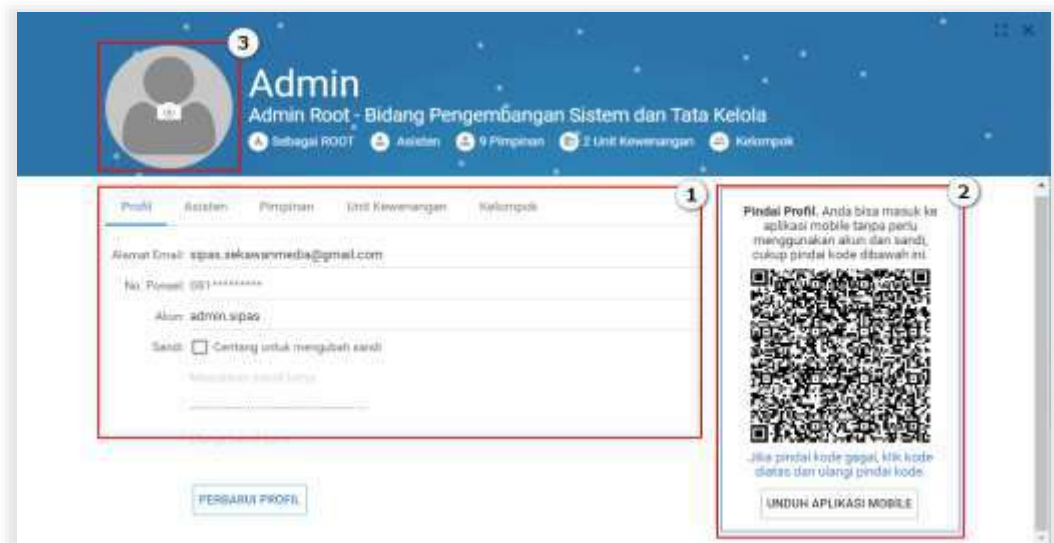 3
Admin
Admin Root - Bidang Pengembangan Sistem dan Tata Kelola
Sebagai ROOT Asisten 9 Pimpinan 2 Unit Kewenangan Kelompok
1
Profil Asisten Pimpinan Unit Kewenangan Kelompok
Alamat Email: sipas.sekawanmedia@gmail.com
No. Ponsel: 081*********
Akun: admin.sipas
Sandi: Centang untuk mengubah sandi
PERBARUI PROFIL
2
Pindai Profil. Anda bisa masuk ke
aplikasi mobile tanpa perlu
menggunakan akun dan sandi,
cukup pindai kode dibawah ini.
Jika pindai kode gagal, klik kode
diatas dan ulangi pindai kode.
UNDUH APLIKASI MOBILE